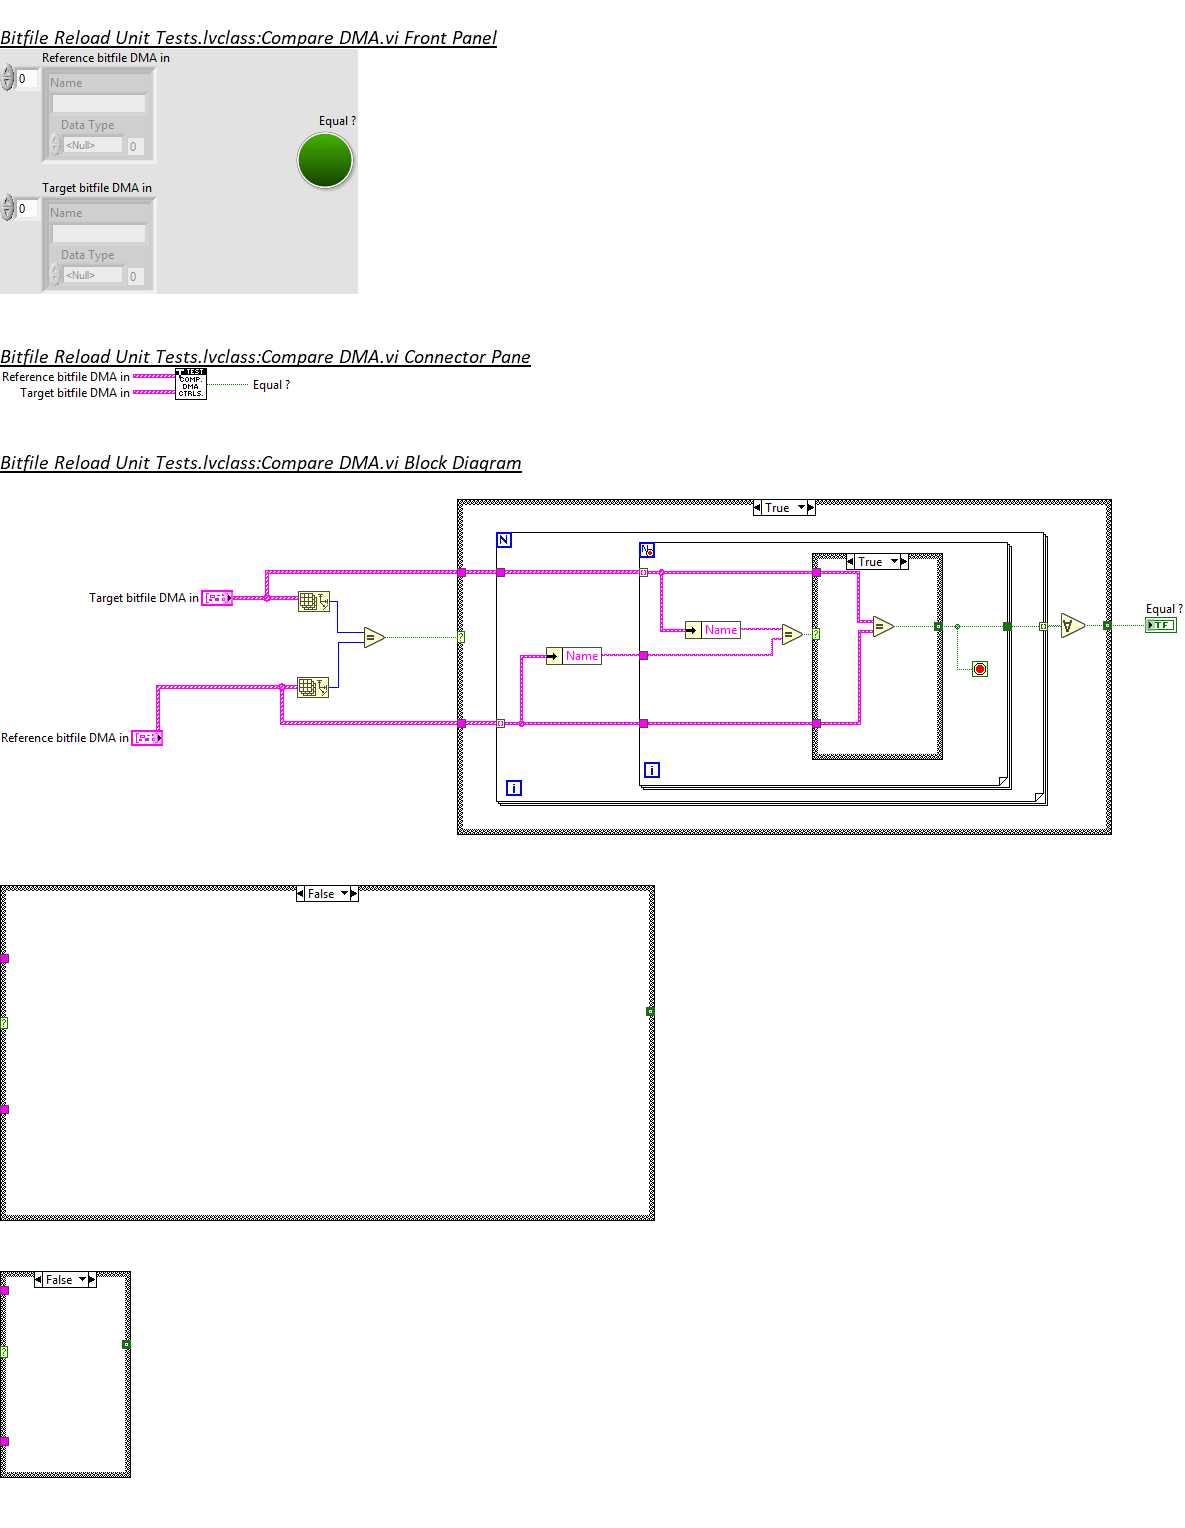 Bitfile Reload Unit Tests.lvclass:Compare DMA.vi Front Panel
Reference bitfile DMA in
0
Name
Data Type
<Null>
0
Equal ?
Target bitfile DMA in
0
Name
Data Type
<Null>
0
Bitfile Reload Unit Tests.lvclass:Compare DMA.vi Connector Pane
Reference bitfile DMA in
Target bitfile DMA in
TEST
COMP.
DMA
CTRLS.
Equal ?
Bitfile Reload Unit Tests.lvclass:Compare DMA.vi Block Diagram
True
N
N
True
Target bitfile DMA in
Name
Name
Equal ?
TF
Reference bitfile DMA in
i
i
False
False